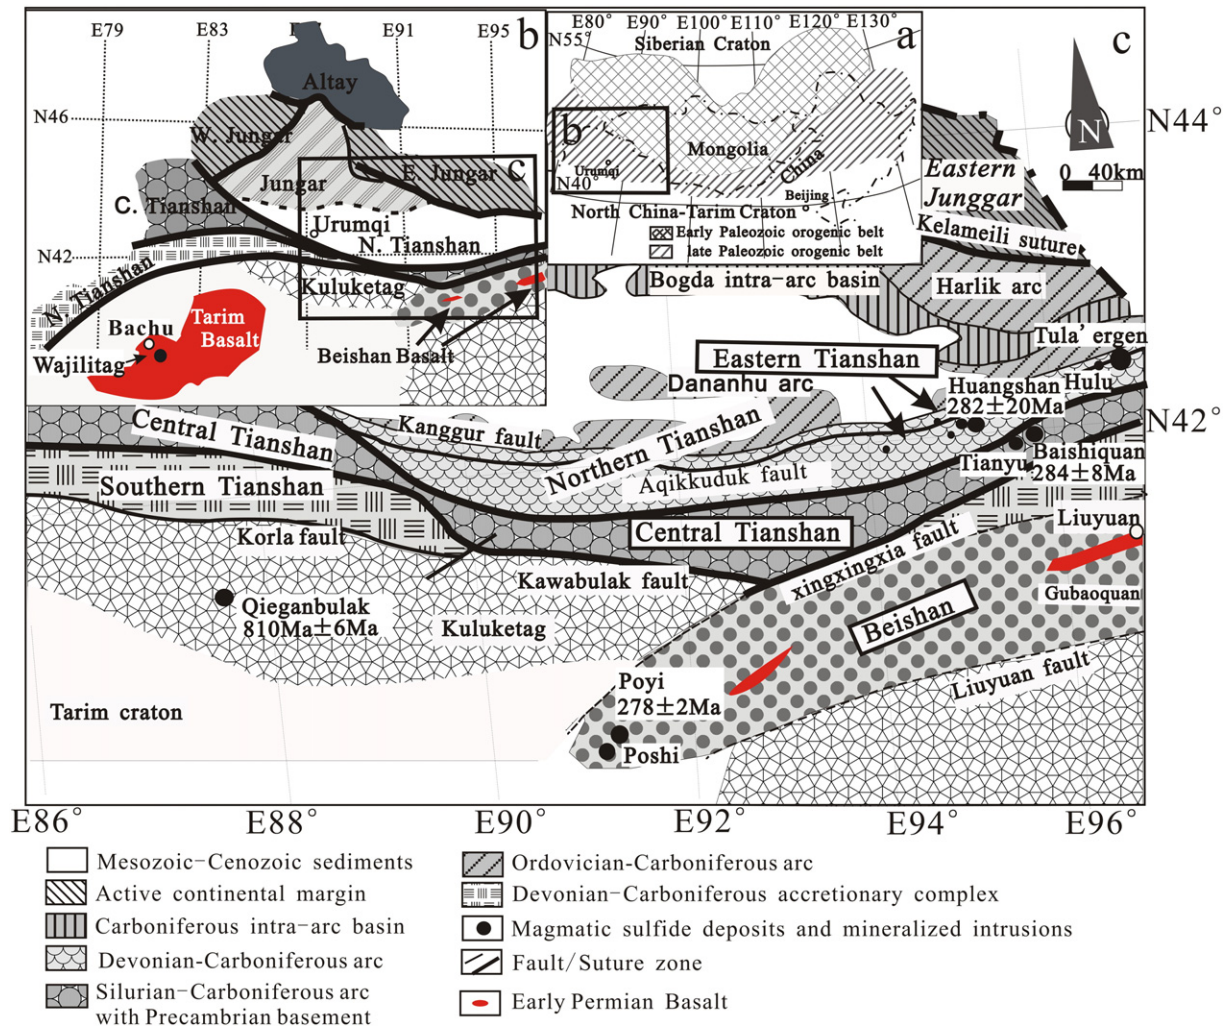 E79
E83
E91
E95
b
Altay
N46
W. Jungar
E. Jungar
Jungar
C
C. Tianshan
Urumqi
N. Tianshan
N42
N. Tianshan
Kuluketag
Tarim
Basalt
Bachu
Wajilitag
Beishan Basalt
E80° E90° E100° E110° E120° E130°
N55°
a
Siberian Craton
b
Mongolia
China
Urumqi
N40°
Beijing
North China-Tarim Craton
Early Paleozoic orogenic belt
late Paleozoic orogenic belt
c
N
N44°
0 40km
Eastern
Junggar
Kelameili suture
Bogda intra-arc basin
Harlik arc
Tula' ergen
Eastern Tianshan
Dananhu arc
Huangshan
282±20Ma
Hulu
N42°
Central Tianshan
Kanggur fault
Northern Tianshan
Aqikkuduk fault
Tianyu
Baishiquan
284±8Ma
Southern Tianshan
Korla fault
Central Tianshan
Liuyuan
xingxingxia fault
Kawabulak fault
Gubaoquan
Qieganbulak
810Ma±6Ma
Kuluketag
Beishan
Liuyuan fault
Poyi
278±2Ma
Tarim craton
Poshi
E86° E88° E90° E92° E94° E96°
Mesozoic-Cenozoic sediments
Active continental margin
Carboniferous intra-arc basin
Devonian-Carboniferous arc
Silurian-Carboniferous arc
with Precambrian basement
Ordovician-Carboniferous arc
Devonian-Carboniferous accretionary complex
Magmatic sulfide deposits and mineralized intrusions
Fault/Suture zone
Early Permian Basalt